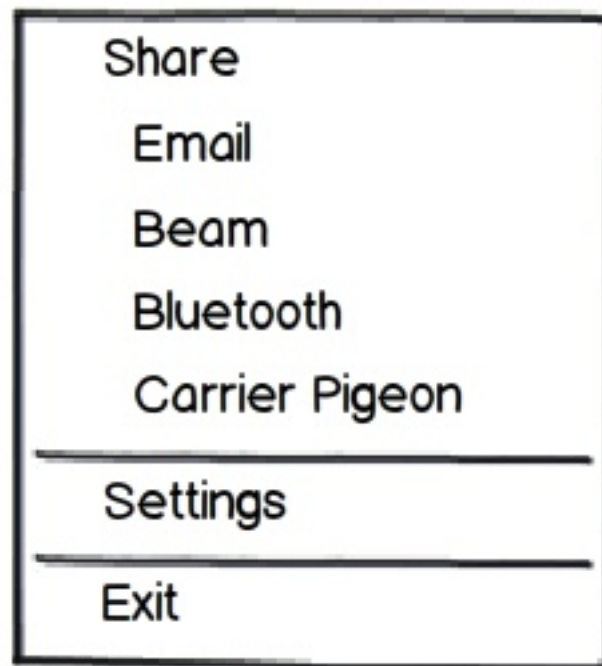 Share
Email
Beam
Bluetooth
Carrier Pigeon
Settings
Exit